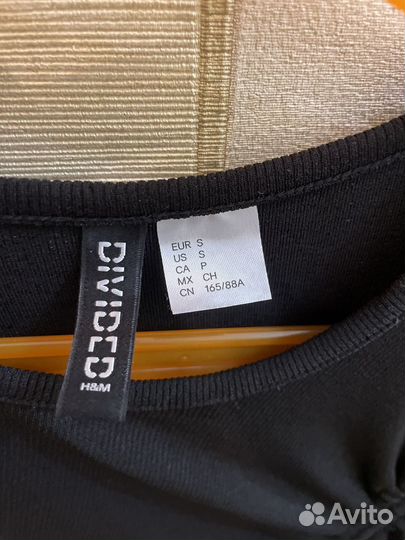 DIVIDED
H&M
EUR S
US S
CA P
MX CH
CN 165/88A
Avito